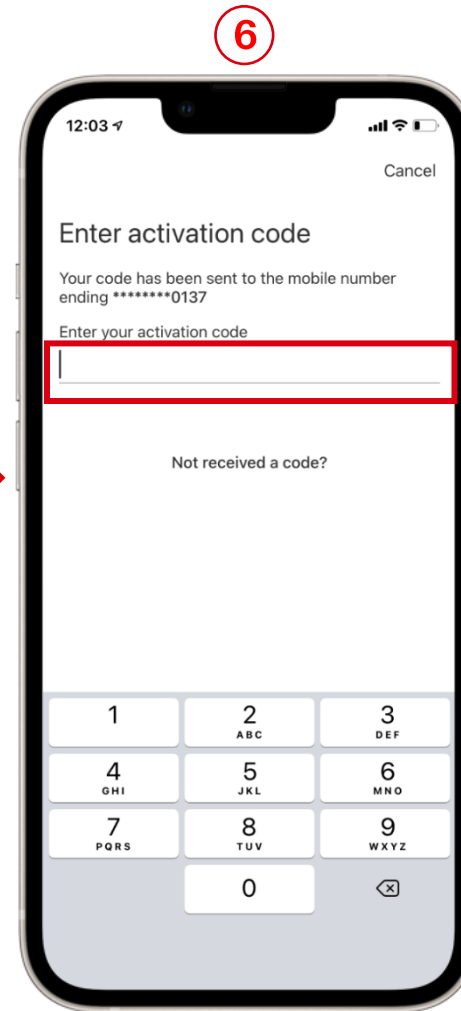 6
12:03
Cancel
Enter activation code
Your code has been sent to the mobile number
ending ********0137
Enter your activation code
Not received a code?
1 2 3
ABC DEF
4 5 6
GHI JKL MNO
7 8 9
PQRS TUV WXYZ
0